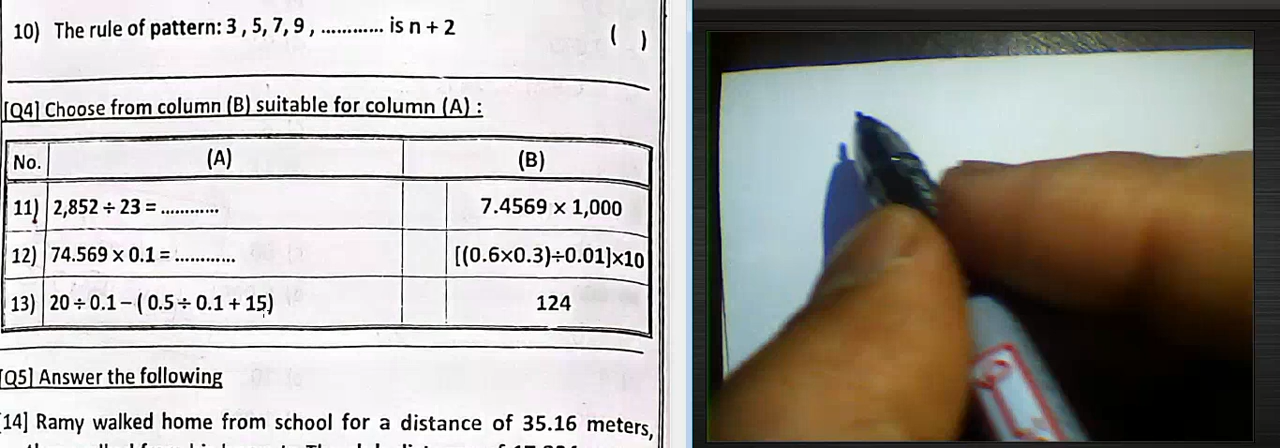 10) The rule of pattern: 3 , 5, 7, 9 , ............. is n + 2 ( )
[Q4] Choose from column (B) suitable for column (A) :
No. (A) (B)
11) 2,852 ÷ 23 = ............ 7.4569 × 1,000
12) 74.569 × 0.1 = ............ [(0.6×0.3)÷0.01]×10
13) 20 ÷ 0.1 – ( 0.5 ÷ 0.1 + 15) 124
[Q5] Answer the following
[14] Ramy walked home from school for a distance of 35.16 meters,